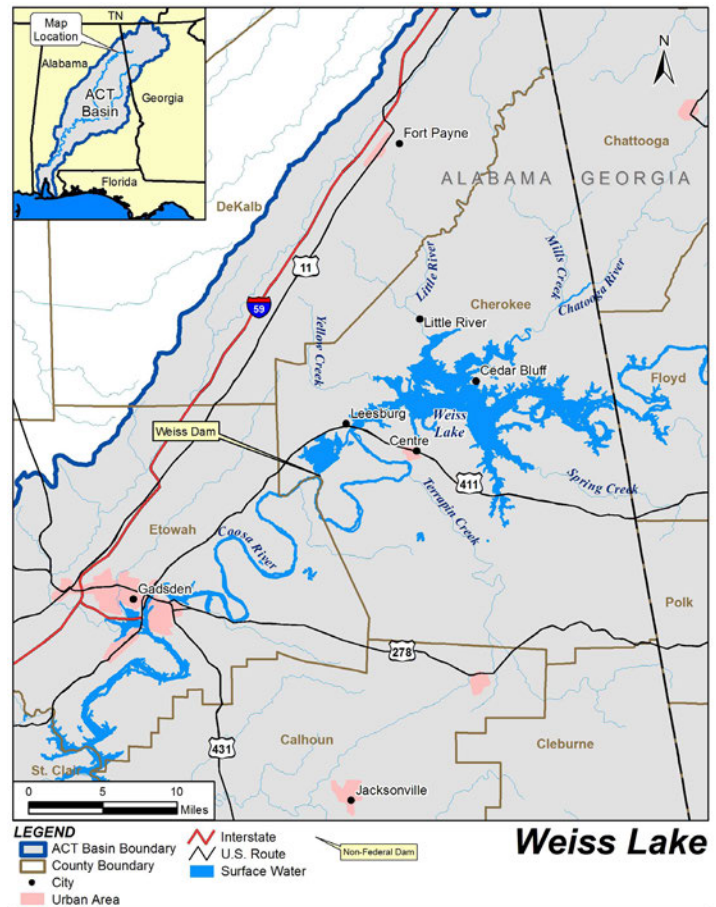 Map
Location
TN
Alabama
Georgia
ACT
Basin
Florida
N
Fort Payne
Chattooga
ALABAMA GEORGIA
DeKalb
11
59
Little River
Mills Creek
Chatooga River
Cherokee
Yellow Creek
Little River
Cedar Bluff
Floyd
Leesburg
Weiss
Lake
Weiss Dam
Centre
411
Spring Creek
Terrapin Creek
Etowah
Coosa River
Gadsden
Polk
278
Calhoun
Cleburne
431
St. Clair
Jacksonville
0 5 10
Miles
LEGEND
ACT Basin Boundary
County Boundary
City
Urban Area
Interstate
U.S. Route
Surface Water
Non-Federal Dam
Weiss Lake